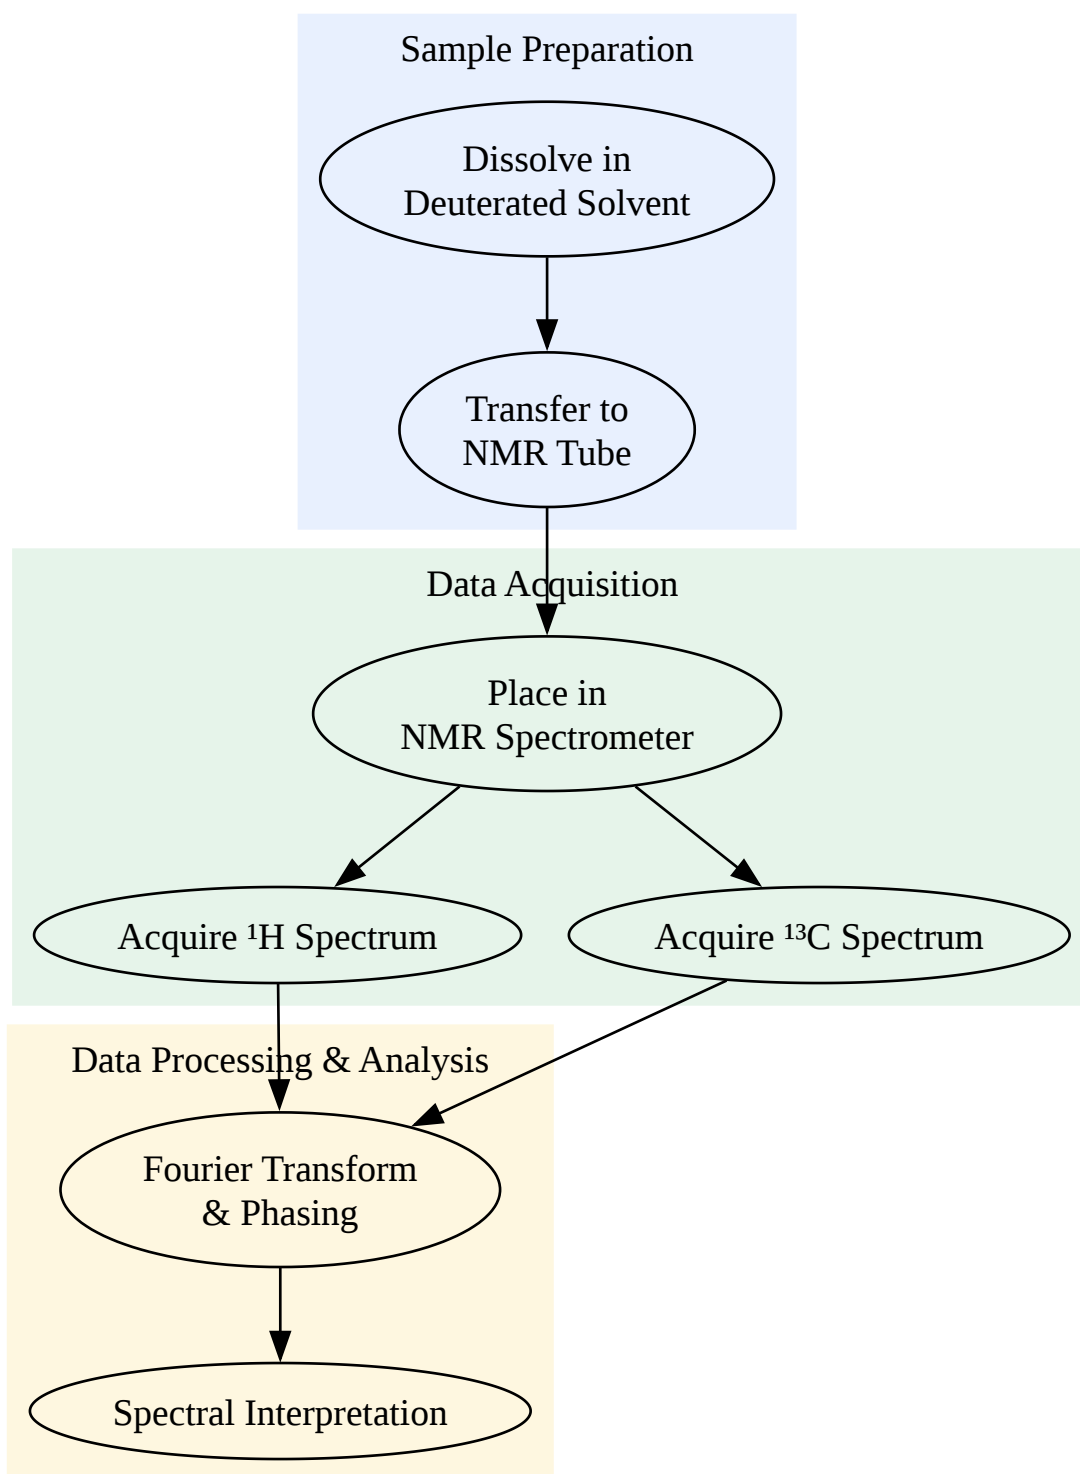 Sample Preparation
Dissolve in
Deuterated Solvent
Transfer to
NMR Tube
Data Acquisition
Place in
NMR Spectrometer
Acquire ¹H Spectrum
Acquire ¹³C Spectrum
Data Processing & Analysis
Fourier Transform
& Phasing
Spectral Interpretation